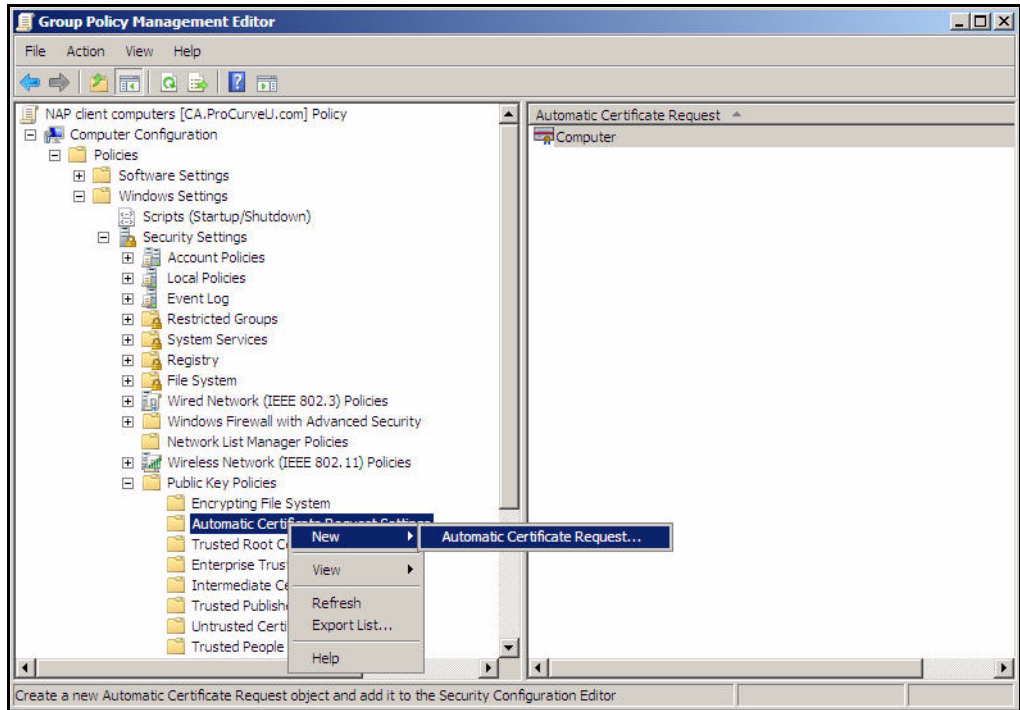 Group Policy Management Editor
File Action View Help
NAP client computers [CA.ProCurveU.com] Policy
Computer Configuration
Policies
Software Settings
Windows Settings
Scripts (Startup/Shutdown)
Security Settings
Account Policies
Local Policies
Event Log
Restricted Groups
System Services
Registry
File System
Wired Network (IEEE 802.3) Policies
Windows Firewall with Advanced Security
Network List Manager Policies
Wireless Network (IEEE 802.11) Policies
Public Key Policies
Encrypting File System
Automatic Certificate Request Settings
Trusted Root C
Enterprise Trus
Intermediate Ce
Trusted Publish
Untrusted Certi
Trusted People
New
View
Refresh
Export List...
Help
Automatic Certificate Request...
Automatic Certificate Request
Computer
Create a new Automatic Certificate Request object and add it to the Security Configuration Editor